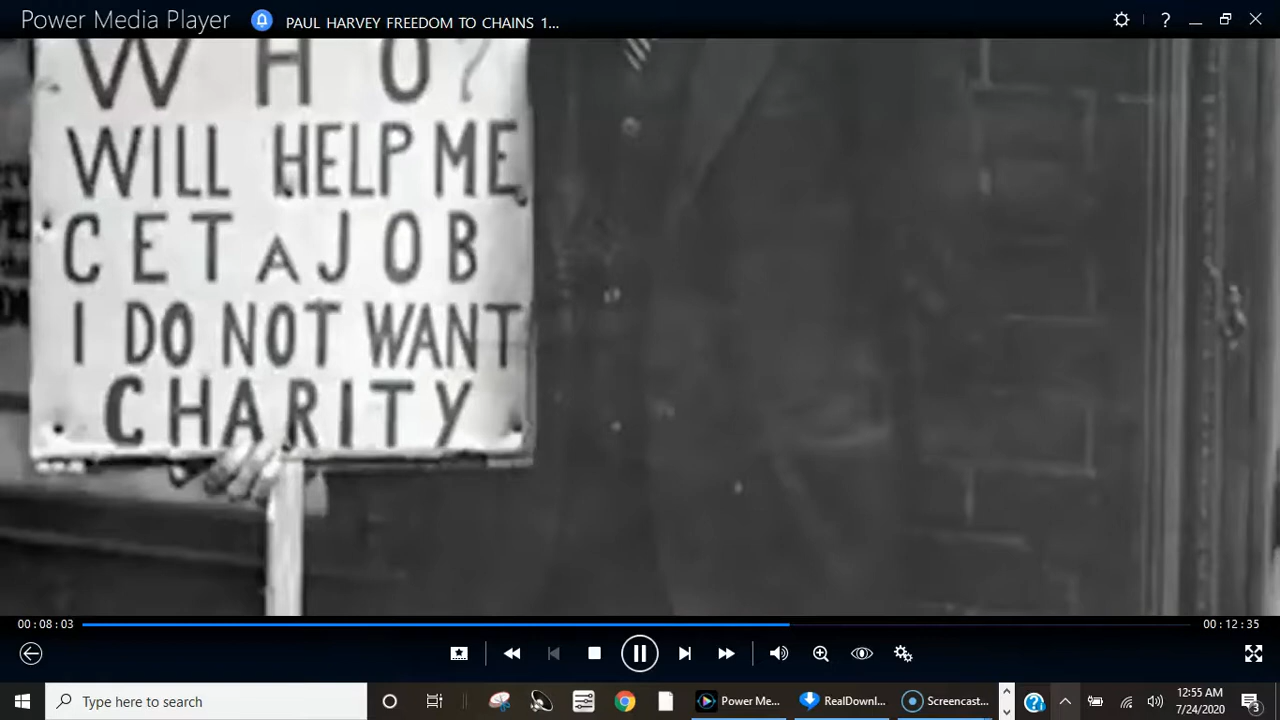 Power Media Player
PAUL HARVEY FREEDOM TO CHAINS 1...
WHO?
WILL HELP ME
CET A JOB
I DO NOT WANT
CHARITY
00:08:03
00:12:35
Type here to search
Power Me...
RealDownl...
Screencast...
12:55 AM
7/24/2020
3